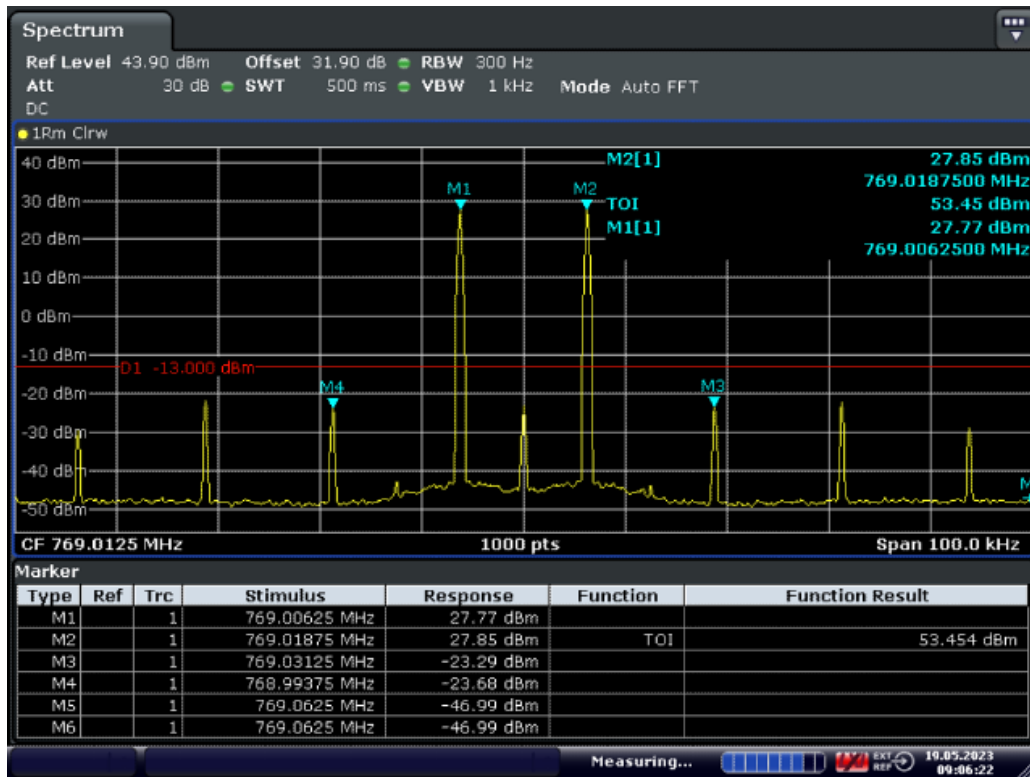 Spectrum
Ref Level 43.90 dBm Offset 31.90 dB RBW 300 Hz
Att 30 dB SWT 500 ms VBW 1 kHz Mode Auto FFT
DC
1Rm Clrw
40 dBm
30 dBm
20 dBm
10 dBm
0 dBm
-10 dBm
-20 dBm
-30 dBm
-40 dBm
-50 dBm
M2[1] 27.85 dBm
769.0187500 MHz
TOI 53.45 dBm
M1[1] 27.77 dBm
769.0062500 MHz
M1
M2
D1 -13.000 dBm
M4
M3
CF 769.0125 MHz 1000 pts Span 100.0 kHz
Marker
Type Ref Trc Stimulus Response Function Function Result
M1 1 769.00625 MHz 27.77 dBm
M2 1 769.01875 MHz 27.85 dBm TOI 53.454 dBm
M3 1 769.03125 MHz -23.29 dBm
M4 1 768.99375 MHz -23.68 dBm
M5 1 769.0625 MHz -46.99 dBm
M6 1 769.0625 MHz -46.99 dBm
Measuring... EXT REF 19.05.2023
09:06:22